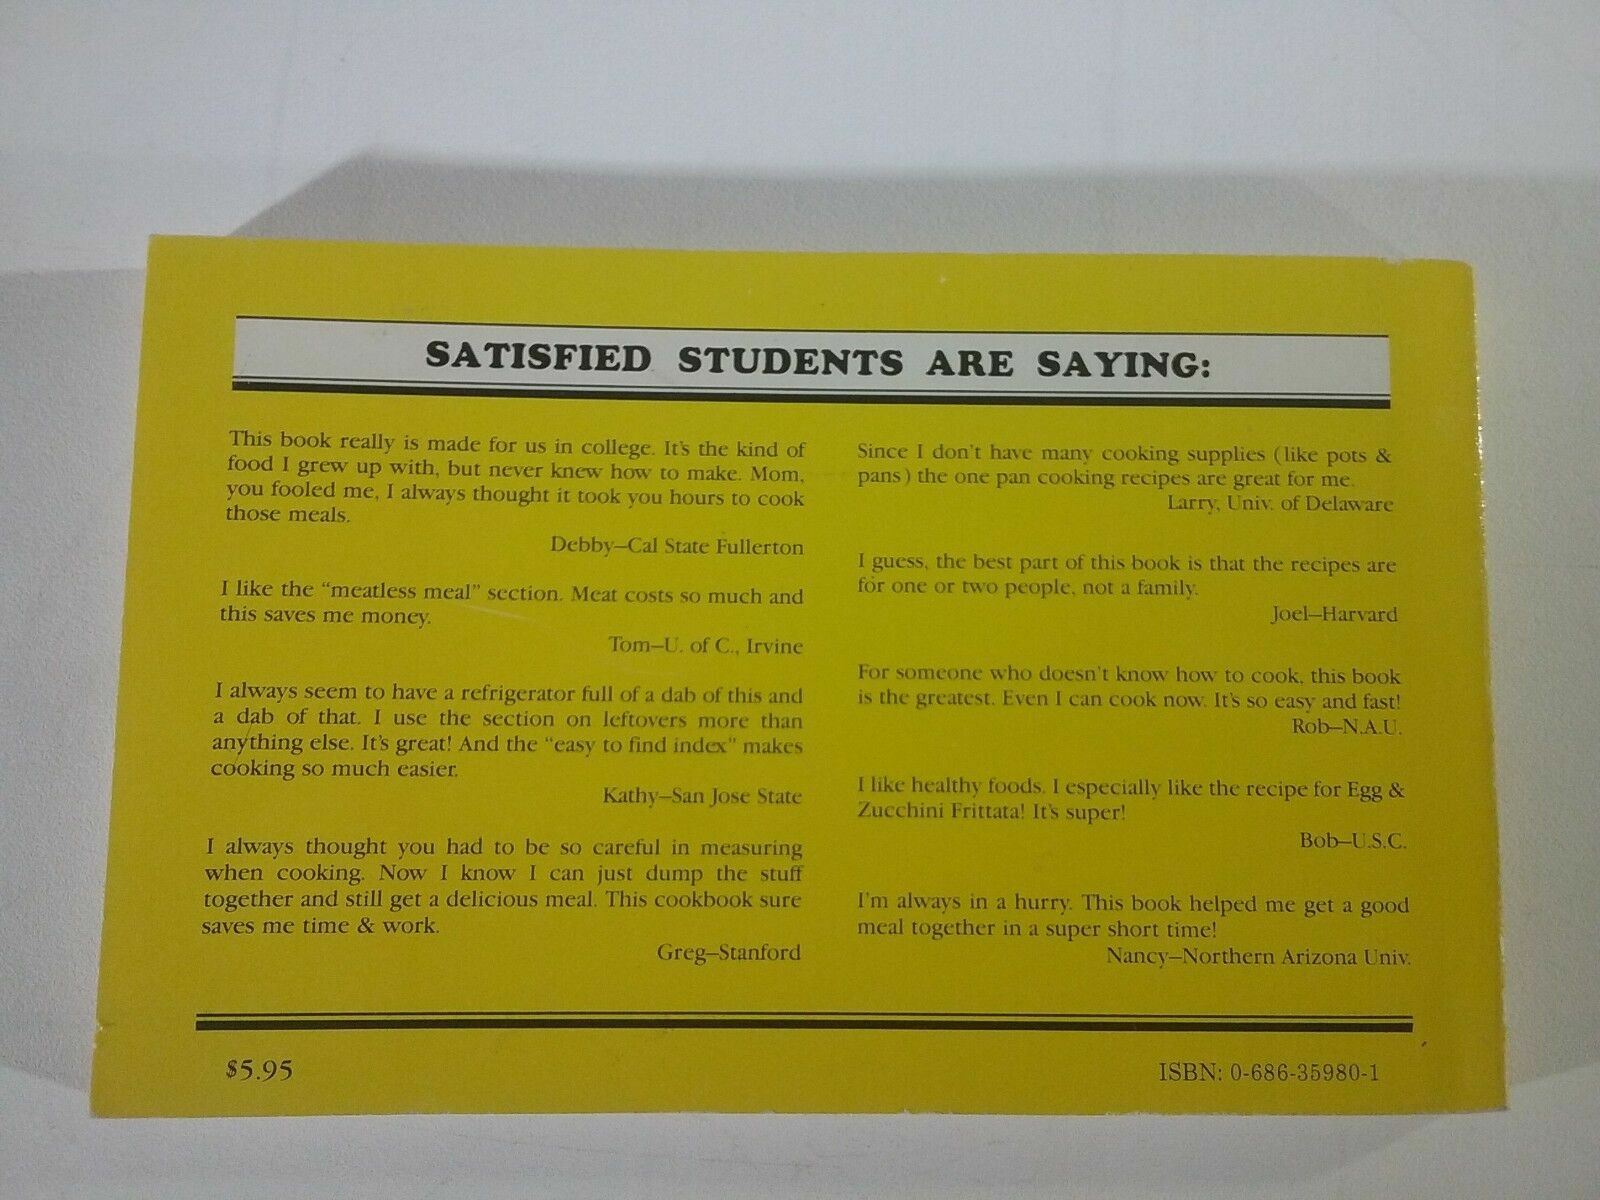 SATISFIED STUDENTS ARE SAYING:
This book really is made for us in college. It's the kind of
food I grew up with, but never knew how to make. Mom,
you fooled me, I always thought it took you hours to cook
those meals.
Debby—Cal State Fullerton
I like the "meatless meal" section. Meat costs so much and
this saves me money.
Tom—U. of C., Irvine
I always seem to have a refrigerator full of a dab of this and
a dab of that. I use the section on leftovers more than
anything else. It's great! And the "easy to find index" makes
cooking so much easier.
Kathy—San Jose State
I always thought you had to be so careful in measuring
when cooking. Now I know I can just dump the stuff
together and still get a delicious meal. This cookbook sure
saves me time & work.
Greg—Stanford
Since I don't have many cooking supplies (like pots &
pans) the one pan cooking recipes are great for me.
Larry, Univ. of Delaware
I guess, the best part of this book is that the recipes are
for one or two people, not a family.
Joel—Harvard
For someone who doesn't know how to cook, this book
is the greatest. Even I can cook now. It's so easy and fast!
Rob—N.A.U.
I like healthy foods. I especially like the recipe for Egg &
Zucchini Frittata! It's super!
Bob—U.S.C.
I'm always in a hurry. This book helped me get a good
meal together in a super short time!
Nancy—Northern Arizona Univ.
$5.95
ISBN: 0-686-35980-1